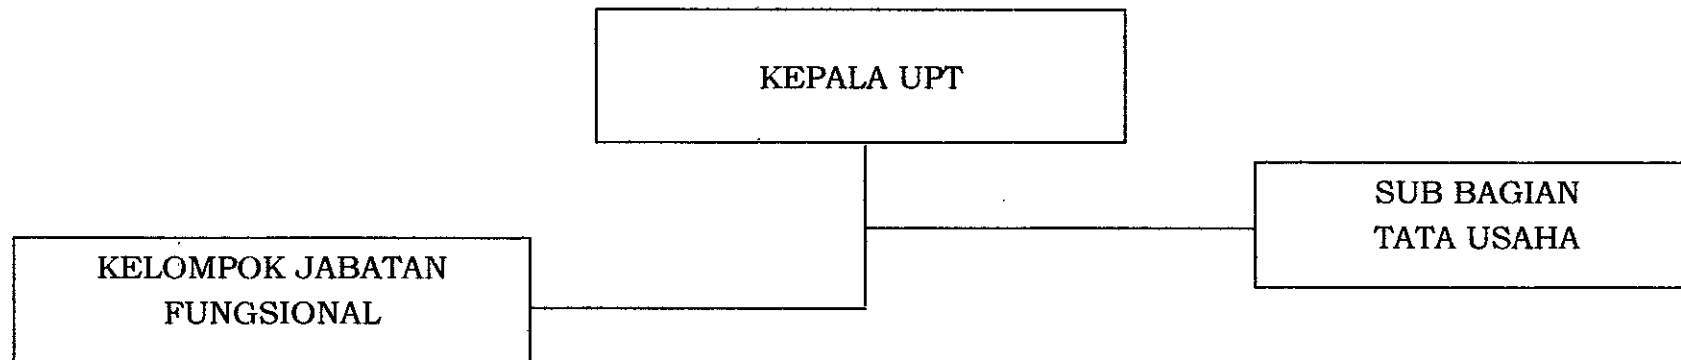 KEPALA UPT
SUB BAGIAN
TATA USAHA
KELOMPOK JABATAN
FUNGSIONAL